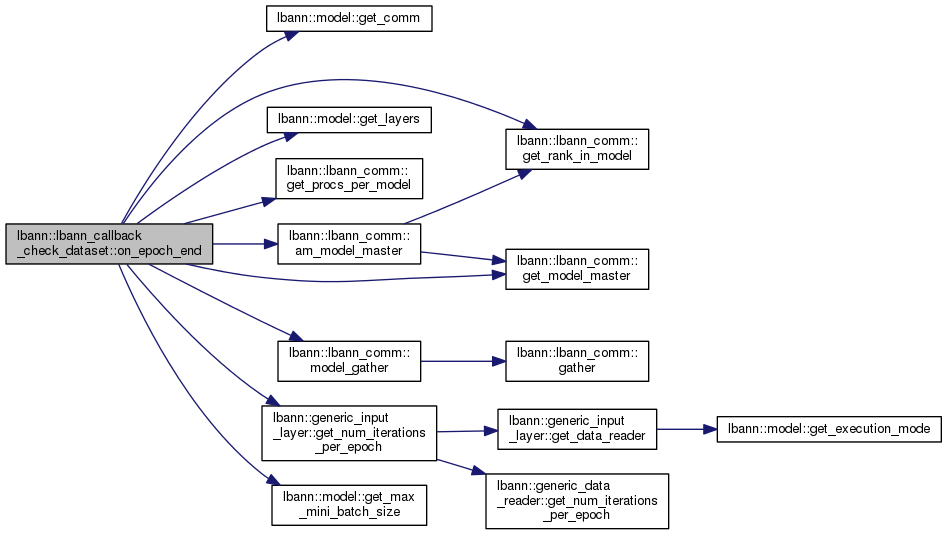 lbann::model::get_comm
lbann::model::get_layers
lbann::lbann_comm::
get_rank_in_model
lbann::lbann_comm::
get_procs_per_model
lbann::lbann_callback
_check_dataset::on_epoch_end
lbann::lbann_comm::
am_model_master
lbann::lbann_comm::
get_model_master
lbann::lbann_comm::
model_gather
lbann::lbann_comm::
gather
lbann::generic_input
_layer::get_num_iterations
_per_epoch
lbann::generic_input
_layer::get_data_reader
lbann::model::get_execution_mode
lbann::generic_data
_reader::get_num_iterations
_per_epoch
lbann::model::get_max
_mini_batch_size